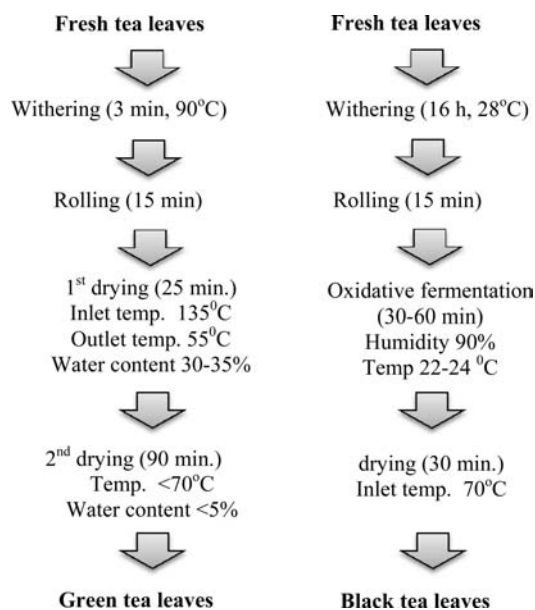 Fresh tea leaves
Withering (3 min, 90°C)
Rolling (15 min)
1st drying (25 min.)
Inlet temp. 135⁰C
Outlet temp. 55⁰C
Water content 30-35%
2nd drying (90 min.)
Temp. <70°C
Water content <5%
Green tea leaves
Fresh tea leaves
Withering (16 h, 28°C)
Rolling (15 min)
Oxidative fermentation
(30-60 min)
Humidity 90%
Temp 22-24 ⁰C
drying (30 min.)
Inlet temp. 70°C
Black tea leaves